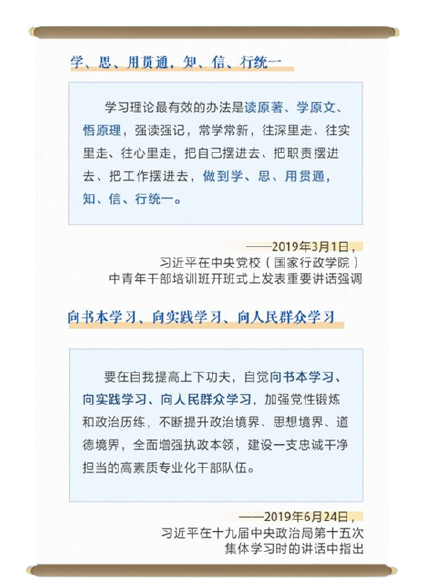 学、思、用贯通，知、信、行统一
学习理论最有效的办法是读原著、学原文、
悟原理，强读强记，常学常新，往深里走、往实
里走、往心里走，把自己摆进去、把职责摆进
去、把工作摆进去，做到学、思、用贯通，
知、信、行统一。
——2019年3月1日，
习近平在中央党校（国家行政学院）
中青年干部培训班开班式上发表重要讲话强调
向书本学习、向实践学习、向人民群众学习
要在自我提高上下功夫，自觉向书本学习、
向实践学习、向人民群众学习，加强党性锻炼
和政治历练，不断提升政治境界、思想境界、道
德境界，全面增强执政本领，建设一支忠诚干净
担当的高素质专业化干部队伍。
——2019年6月24日，
习近平在十九届中央政治局第十五次
集体学习时的讲话中指出